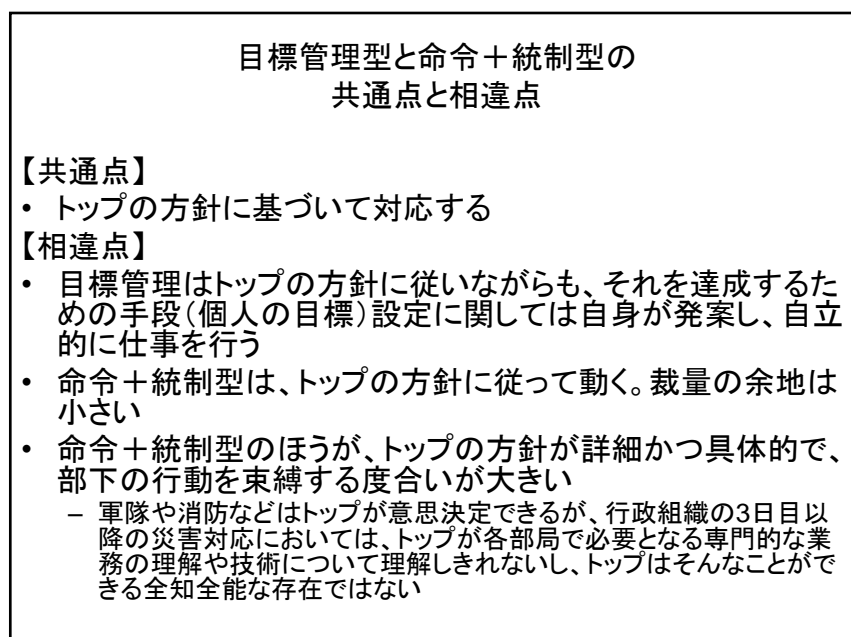 目標管理型と命令＋統制型の
共通点と相違点
【共通点】
• トップの方針に基づいて対応する
【相違点】
• 目標管理はトップの方針に従いながらも、それを達成するた
めの手段（個人の目標）設定に関しては自身が発案し、自立
的に仕事を行う
• 命令＋統制型は、トップの方針に従って動く。裁量の余地は
小さい
• 命令＋統制型のほうが、トップの方針が詳細かつ具体的で、
部下の行動を束縛する度合いが大きい
– 軍隊や消防などはトップが意思決定できるが、行政組織の3日目以
降の災害対応においては、トップが各部局で必要となる専門的な業
務の理解や技術について理解しきれないし、トップはそんなことがで
きる全知全能な存在ではない